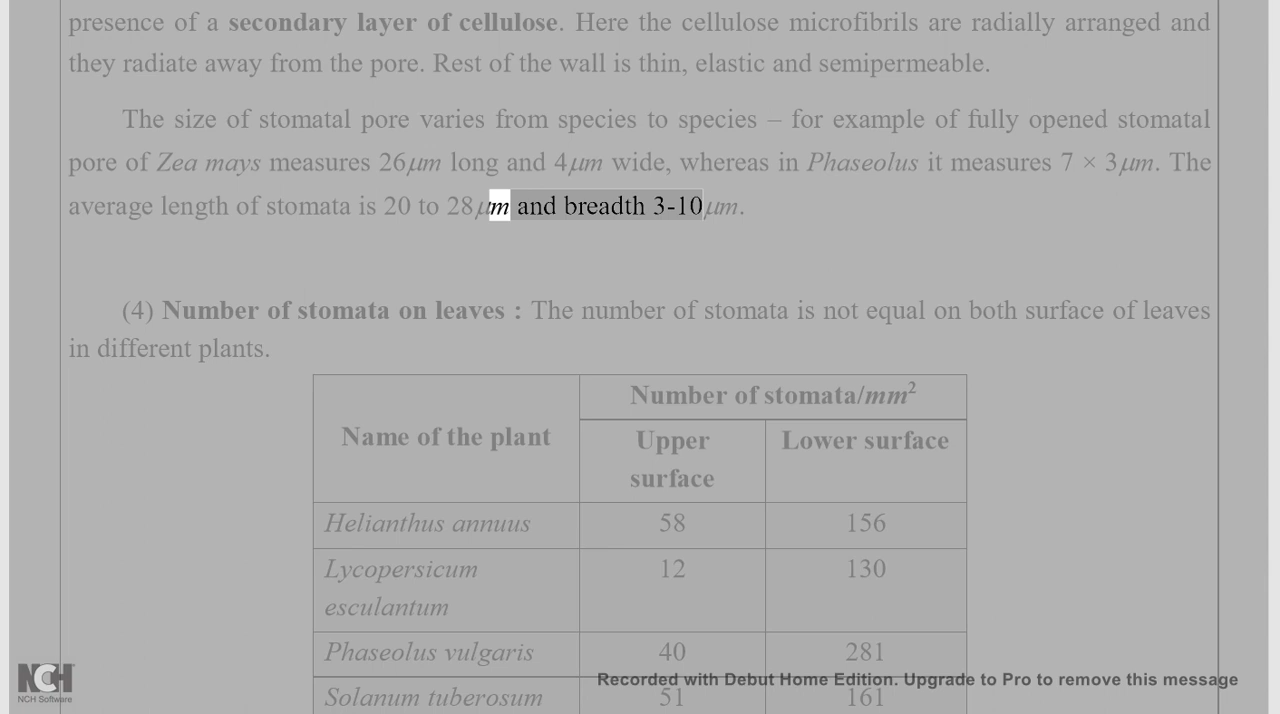 presence of a secondary layer of cellulose. Here the cellulose microfibrils are radially arranged and
they radiate away from the pore. Rest of the wall is thin, elastic and semipermeable.
The size of stomatal pore varies from species to species – for example of fully opened stomatal
pore of Zea mays measures 26μm long and 4μm wide, whereas in Phaseolus it measures 7 × 3μm. The
average length of stomata is 20 to 28μm and breadth 3-10μm.
(4) Number of stomata on leaves : The number of stomata is not equal on both surface of leaves
in different plants.
Name of the plant
Number of stomata/mm²
Upper surface
Lower surface
Helianthus annuus 58 156
Lycopersicum esculantum 12 130
Phaseolus vulgaris 40 281
Solanum tuberosum 51 161
NCH
NCH Software
Recorded with Debut Home Edition. Upgrade to Pro to remove this message